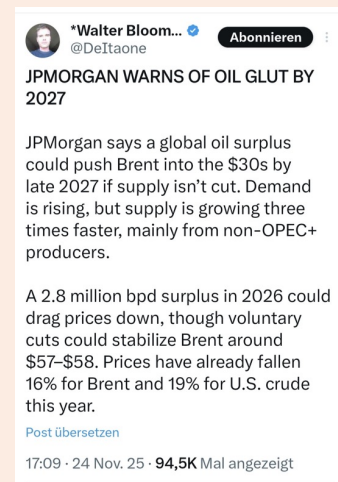 *Walter Bloom...
@DeItaone
Abonnieren
JPMORGAN WARNS OF OIL GLUT BY
2027
JPMorgan says a global oil surplus
could push Brent into the $30s by
late 2027 if supply isn’t cut. Demand
is rising, but supply is growing three
times faster, mainly from non-OPEC+
producers.
A 2.8 million bpd surplus in 2026 could
drag prices down, though voluntary
cuts could stabilize Brent around
$57–$58. Prices have already fallen
16% for Brent and 19% for U.S. crude
this year.
Post übersetzen
17:09 · 24 Nov. 25 · 94,5K Mal angezeigt